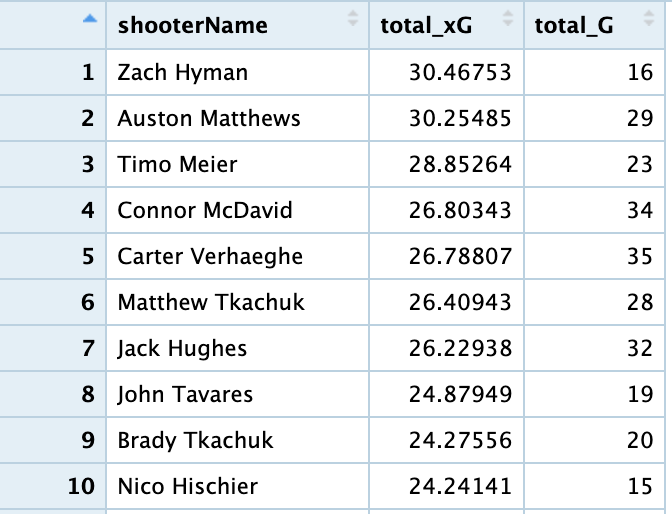 shooterName total_xG total_G
1 Zach Hyman 30.46753 16
2 Auston Matthews 30.25485 29
3 Timo Meier 28.85264 23
4 Connor McDavid 26.80343 34
5 Carter Verhaeghe 26.78807 35
6 Matthew Tkachuk 26.40943 28
7 Jack Hughes 26.22938 32
8 John Tavares 24.87949 19
9 Brady Tkachuk 24.27556 20
10 Nico Hischier 24.24141 15